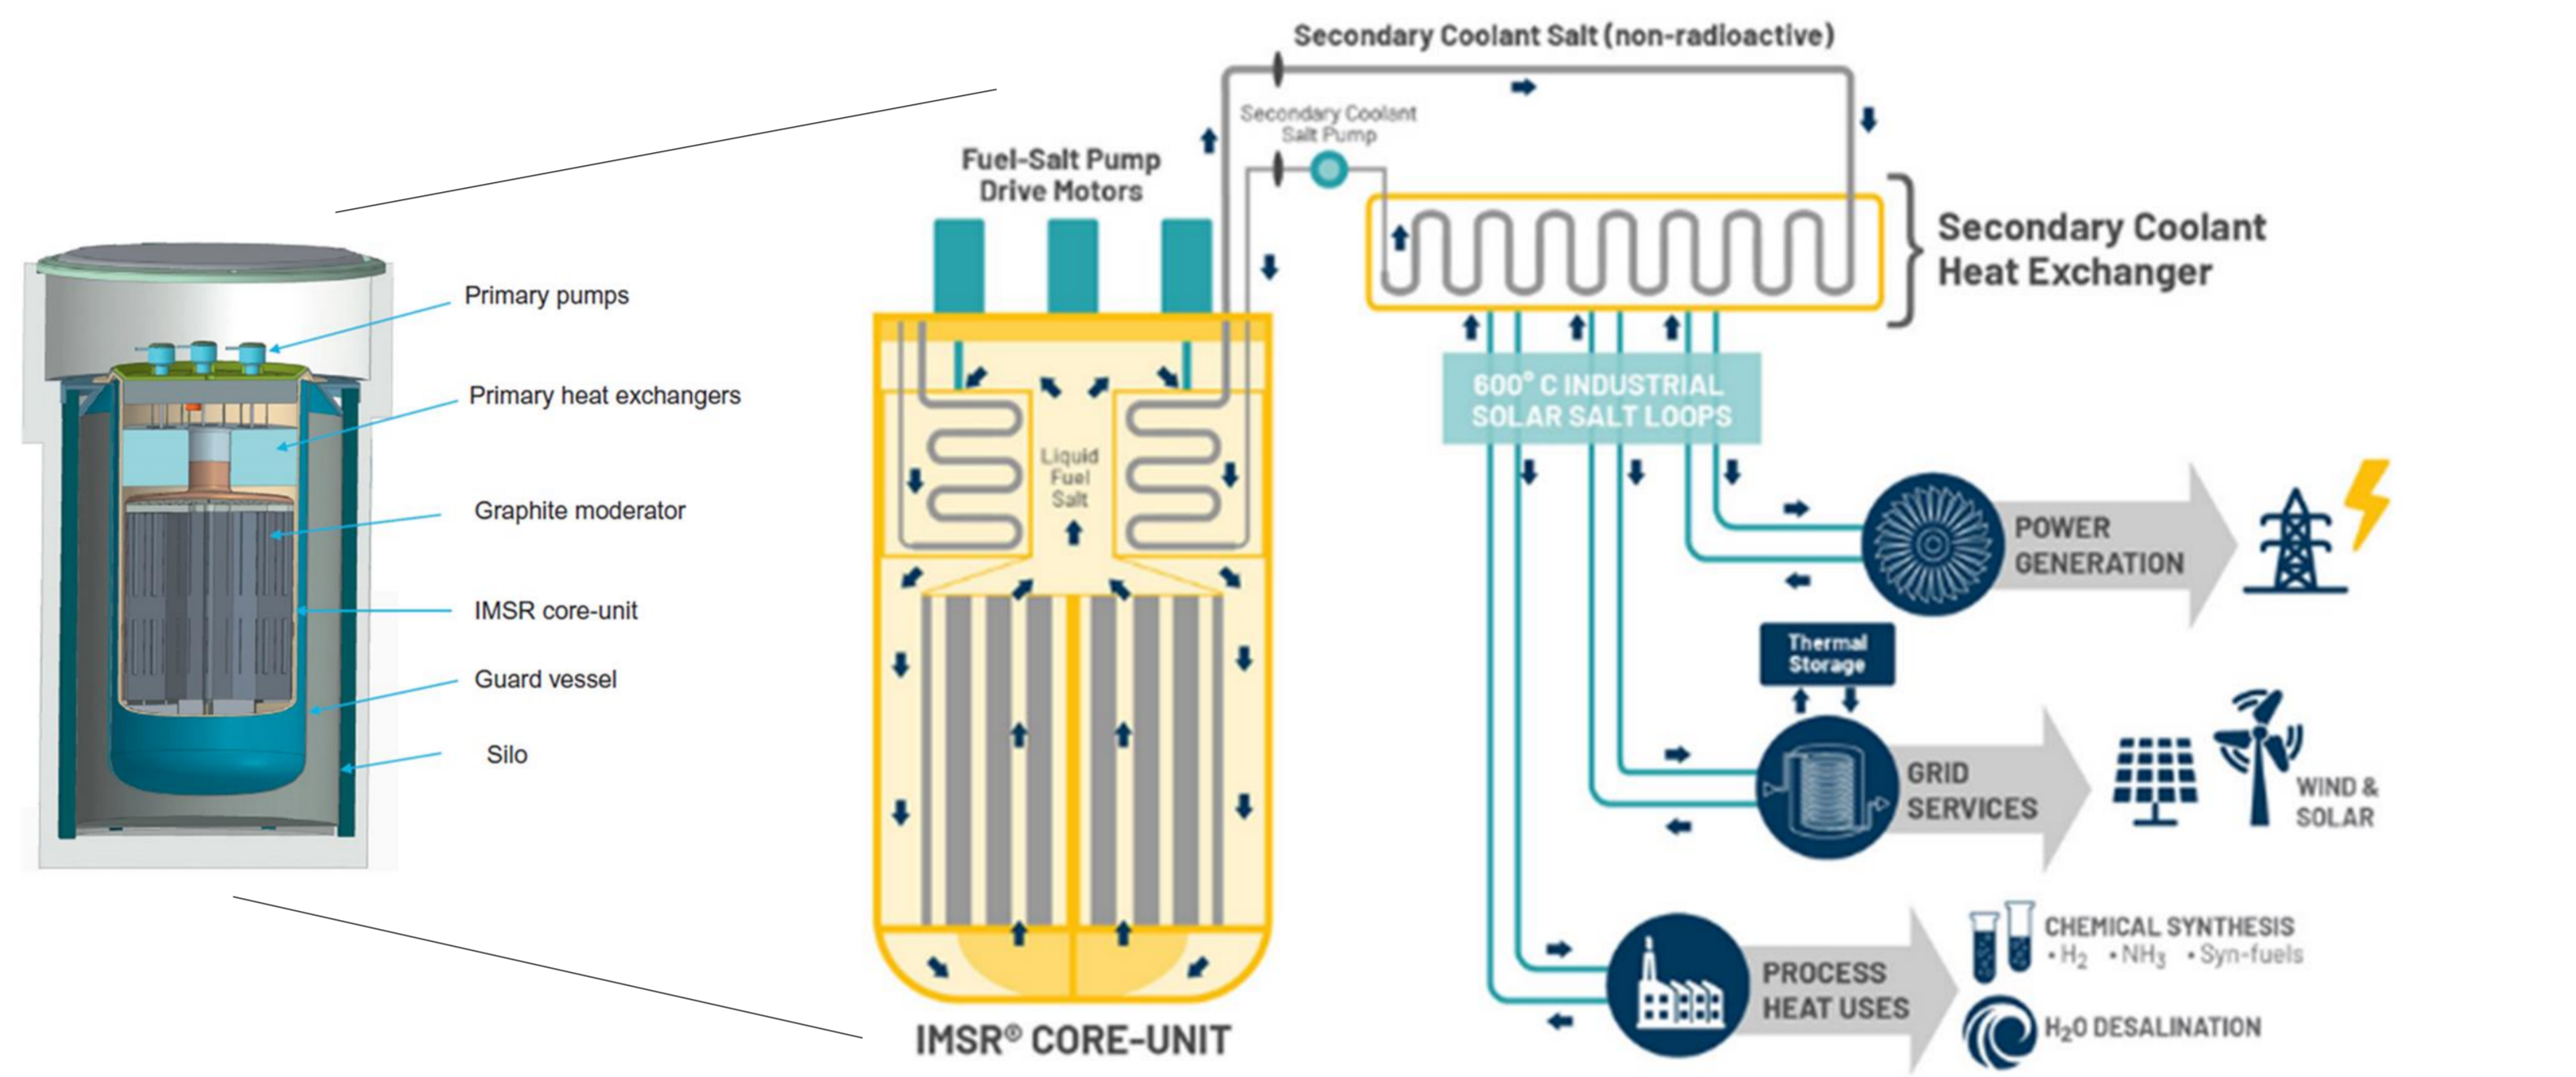 Primary pumps
Primary heat exchangers
Graphite moderator
IMSR core-unit
Guard vessel
Silo
Secondary Coolant Salt (non-radioactive)
Secondary Coolant
Salt Pump
Fuel-Salt Pump
Drive Motors
Liquid
Fuel
Salt
IMSR® CORE-UNIT
Secondary Coolant
Heat Exchanger
600° C INDUSTRIAL
SOLAR SALT LOOPS
POWER
GENERATION
Thermal
Storage
GRID
SERVICES
WIND &
SOLAR
PROCESS
HEAT USES
CHEMICAL SYNTHESIS
• H₂ • NH₃ • Syn-fuels
H₂O DESALINATION